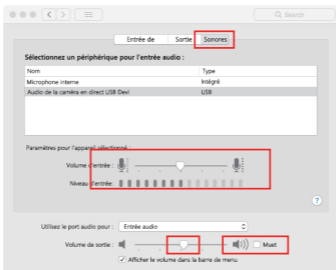 Search
Entrée de Sortie Sonores
Sélectionnez un périphérique pour l'entrée audio :
Nom Type
Microphone interne Intégré
Audio de la caméra en direct USB Devi USB
Paramètres pour l'appareil sélectionné :
Volume d'entrée :
Niveau d'entrée:
?
Utilisez le port audio pour : Entrée audio
Volume de sortie : Muet
Afficher le volume dans la barre de menu